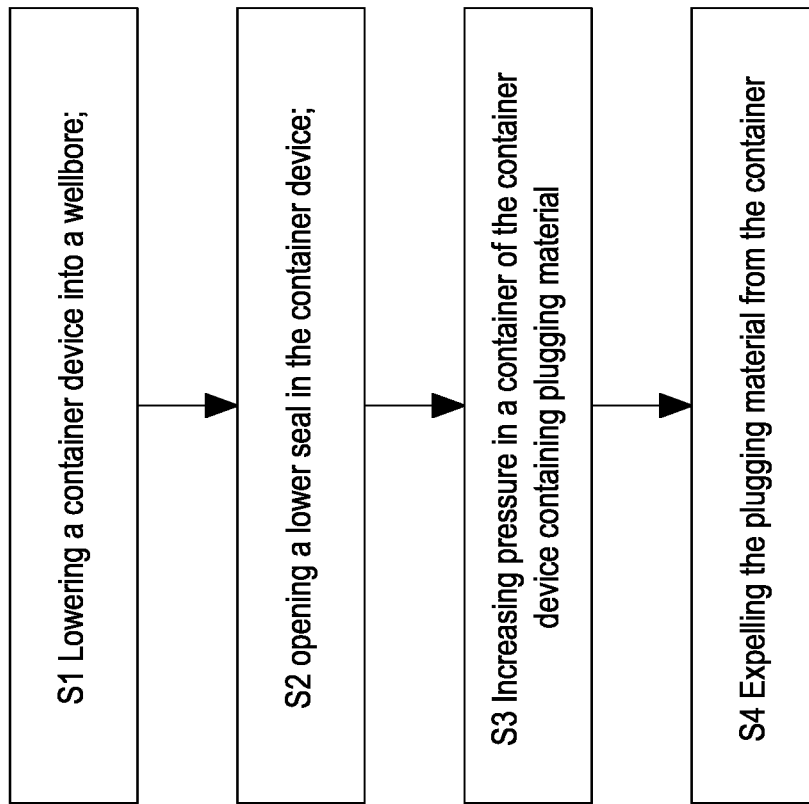 S1 Lowering a container device into a wellbore;
S2 opening a lower seal in the container device;
S3 Increasing pressure in a container of the container
device containing plugging material
S4 Expelling the plugging material from the container